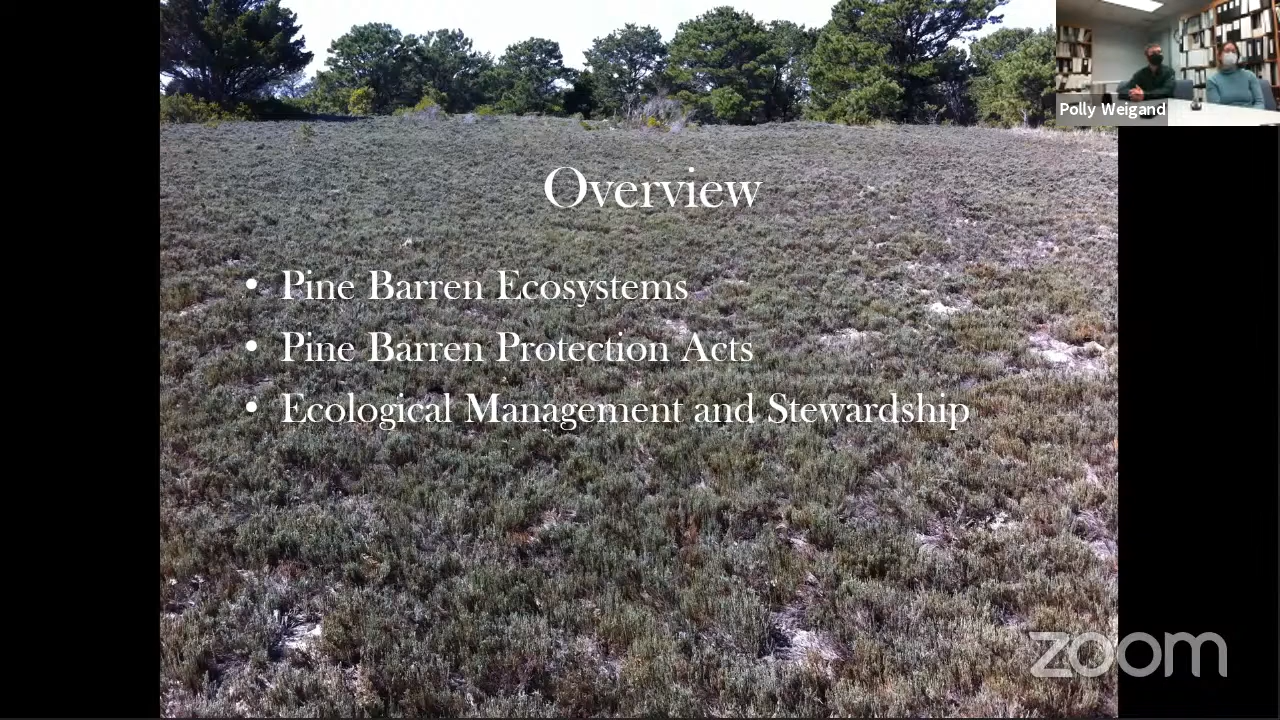 Polly Weigand
Overview
• Pine Barren Ecosystems
• Pine Barren Protection Acts
• Ecological Management and Stewardship
zoom